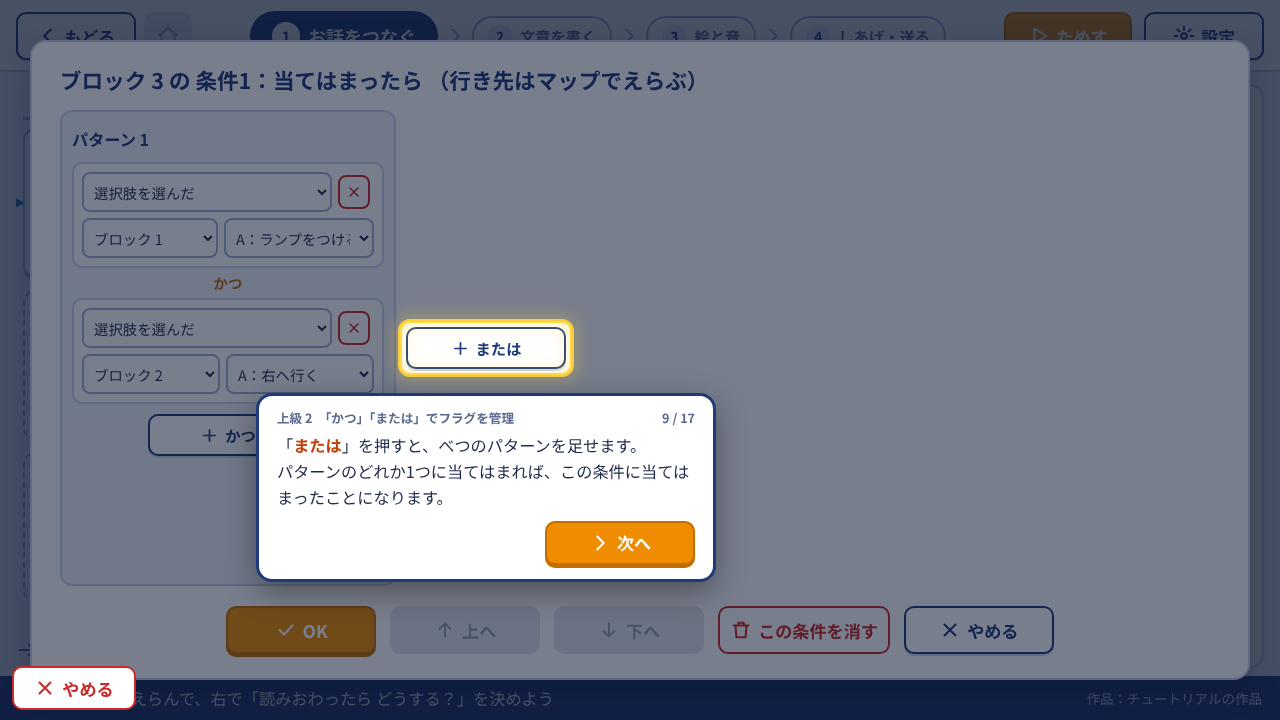 もどる
1 お話をつなぐ
2 文章を書く
3 絵と音
4 しあげ・送る
ためす
設定
ブロック 3 の 条件1：当てはまったら （行き先はマップでえらぶ）
パターン 1
選択肢を選んだ
ブロック 1
A：ランプをつける
かつ
選択肢を選んだ
ブロック 2
A：右へ行く
＋ かつ
＋ または
上級 2 「かつ」「または」でフラグを管理
9 / 17
「または」を押すと、べつのパターンを足せます。
パターンのどれか1つに当てはまれば、この条件に当ては
まったことになります。
次へ
OK
上へ
下へ
この条件を消す
やめる
やめる
えらんで、右で「読みおわったら どうする？」を決めよう
作品：チュートリアルの作品